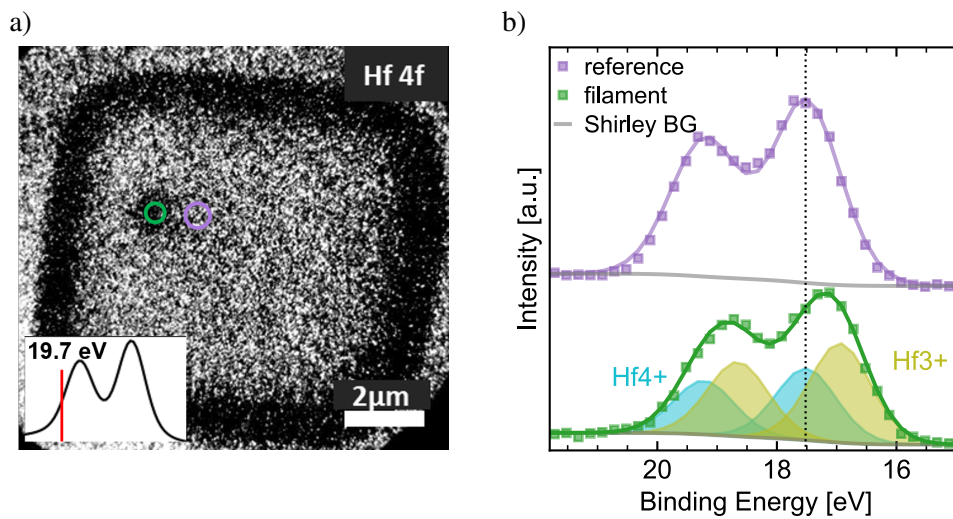 a)
Hf 4f
19.7 eV
2μm
b)
reference
filament
Shirley BG
Hf4+
Hf3+
Intensity [a.u.]
20
18
16
Binding Energy [eV]